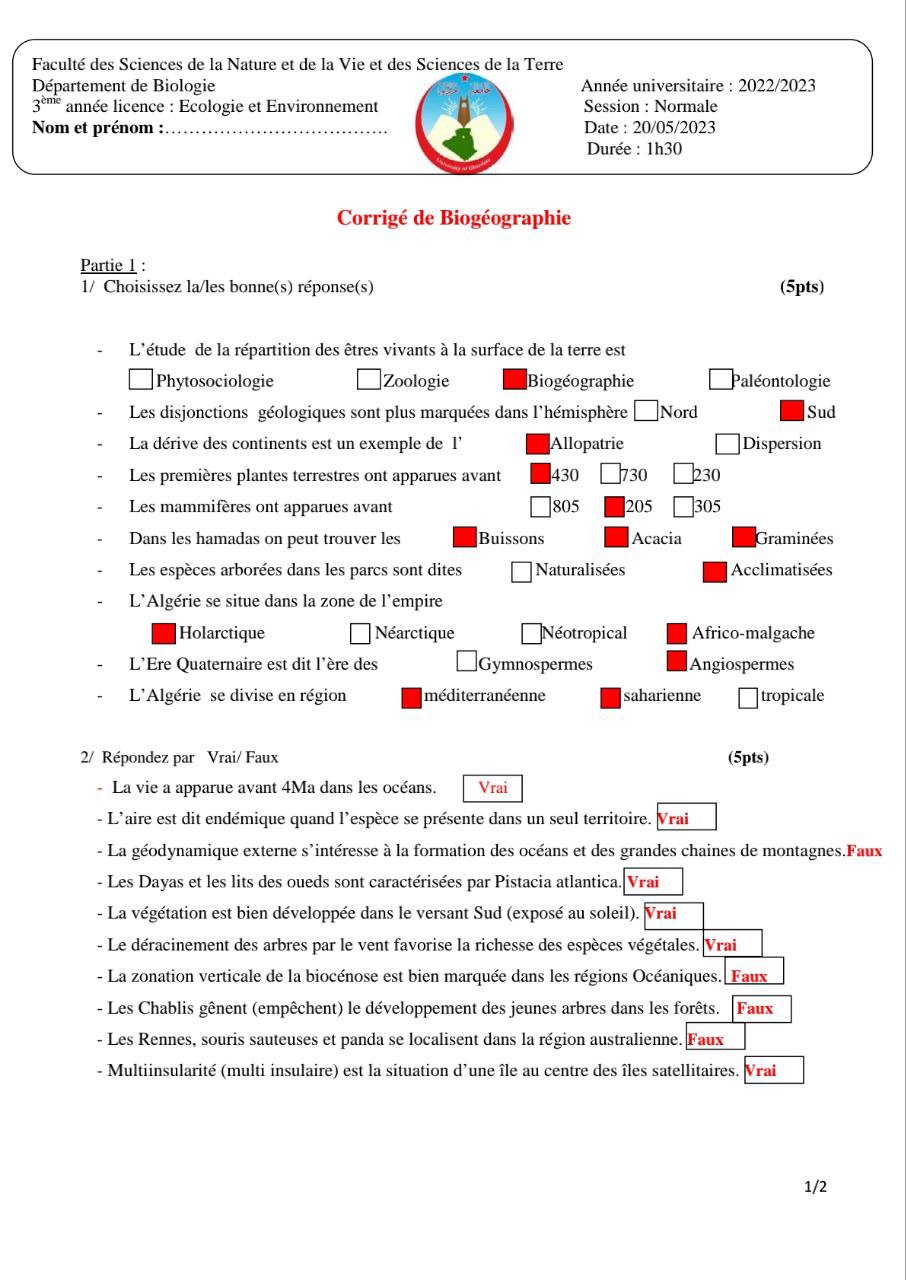 Faculté des Sciences de la Nature et de la Vie et des Sciences de la Terre
Département de Biologie
Année universitaire : 2022/2023
3ème année licence : Ecologie et Environnement
Session : Normale
Nom et prénom :……………………………….
Date : 20/05/2023
Durée : 1h30
University of Ghardaia
Corrigé de Biogéographie
Partie 1 :
1/ Choisissez la/les bonne(s) réponse(s) (5pts)
- L’étude de la répartition des êtres vivants à la surface de la terre est
Phytosociologie Zoologie Biogéographie Paléontologie
- Les disjonctions géologiques sont plus marquées dans l’hémisphère Nord Sud
- La dérive des continents est un exemple de l’ Allopatrie Dispersion
- Les premières plantes terrestres ont apparues avant 430 730 230
- Les mammifères ont apparues avant 805 205 305
- Dans les hamadas on peut trouver les Buissons Acacia Graminées
- Les espèces arborées dans les parcs sont dites Naturalisées Acclimatisées
- L’Algérie se situe dans la zone de l’empire
Holarctique Néarctique Néotropical Africo-malgache
- L’Ere Quaternaire est dit l’ère des Gymnospermes Angiospermes
- L’Algérie se divise en région méditerranéenne saharienne tropicale
2/ Répondez par Vrai/ Faux (5pts)
- La vie a apparue avant 4Ma dans les océans. Vrai
- L’aire est dit endémique quand l’espèce se présente dans un seul territoire. Vrai
- La géodynamique externe s’intéresse à la formation des océans et des grandes chaines de montagnes.Faux
- Les Dayas et les lits des oueds sont caractérisées par Pistacia atlantica. Vrai
- La végétation est bien développée dans le versant Sud (exposé au soleil). Vrai
- Le déracinement des arbres par le vent favorise la richesse des espèces végétales. Vrai
- La zonation verticale de la biocénose est bien marquée dans les régions Océaniques. Faux
- Les Chablis gênent (empêchent) le développement des jeunes arbres dans les forêts. Faux
- Les Rennes, souris sauteuses et panda se localisent dans la région australienne. Faux
- Multiinsularité (multi insulaire) est la situation d’une île au centre des îles satellitaires. Vrai
1/2